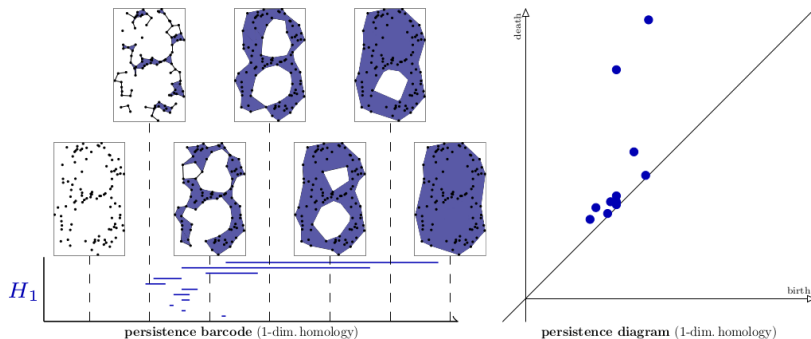 H1
persistence barcode (1-dim. homology)
death
birth
persistence diagram (1-dim. homology)